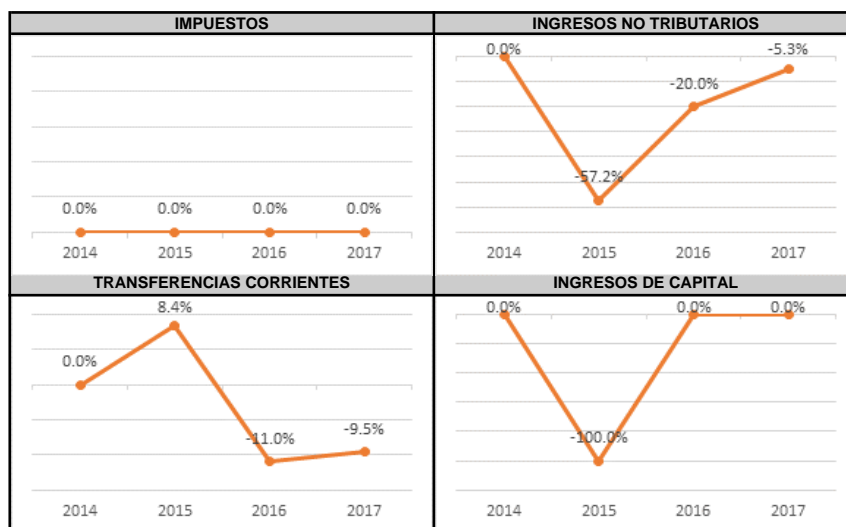 IMPUESTOS
0.0% 0.0% 0.0% 0.0%
2014 2015 2016 2017
INGRESOS NO TRIBUTARIOS
0.0%
-57.2%
-20.0%
-5.3%
2014 2015 2016 2017
TRANSFERENCIAS CORRIENTES
0.0%
8.4%
-11.0%
-9.5%
2014 2015 2016 2017
INGRESOS DE CAPITAL
0.0%
-100.0%
0.0%
0.0%
2014 2015 2016 2017